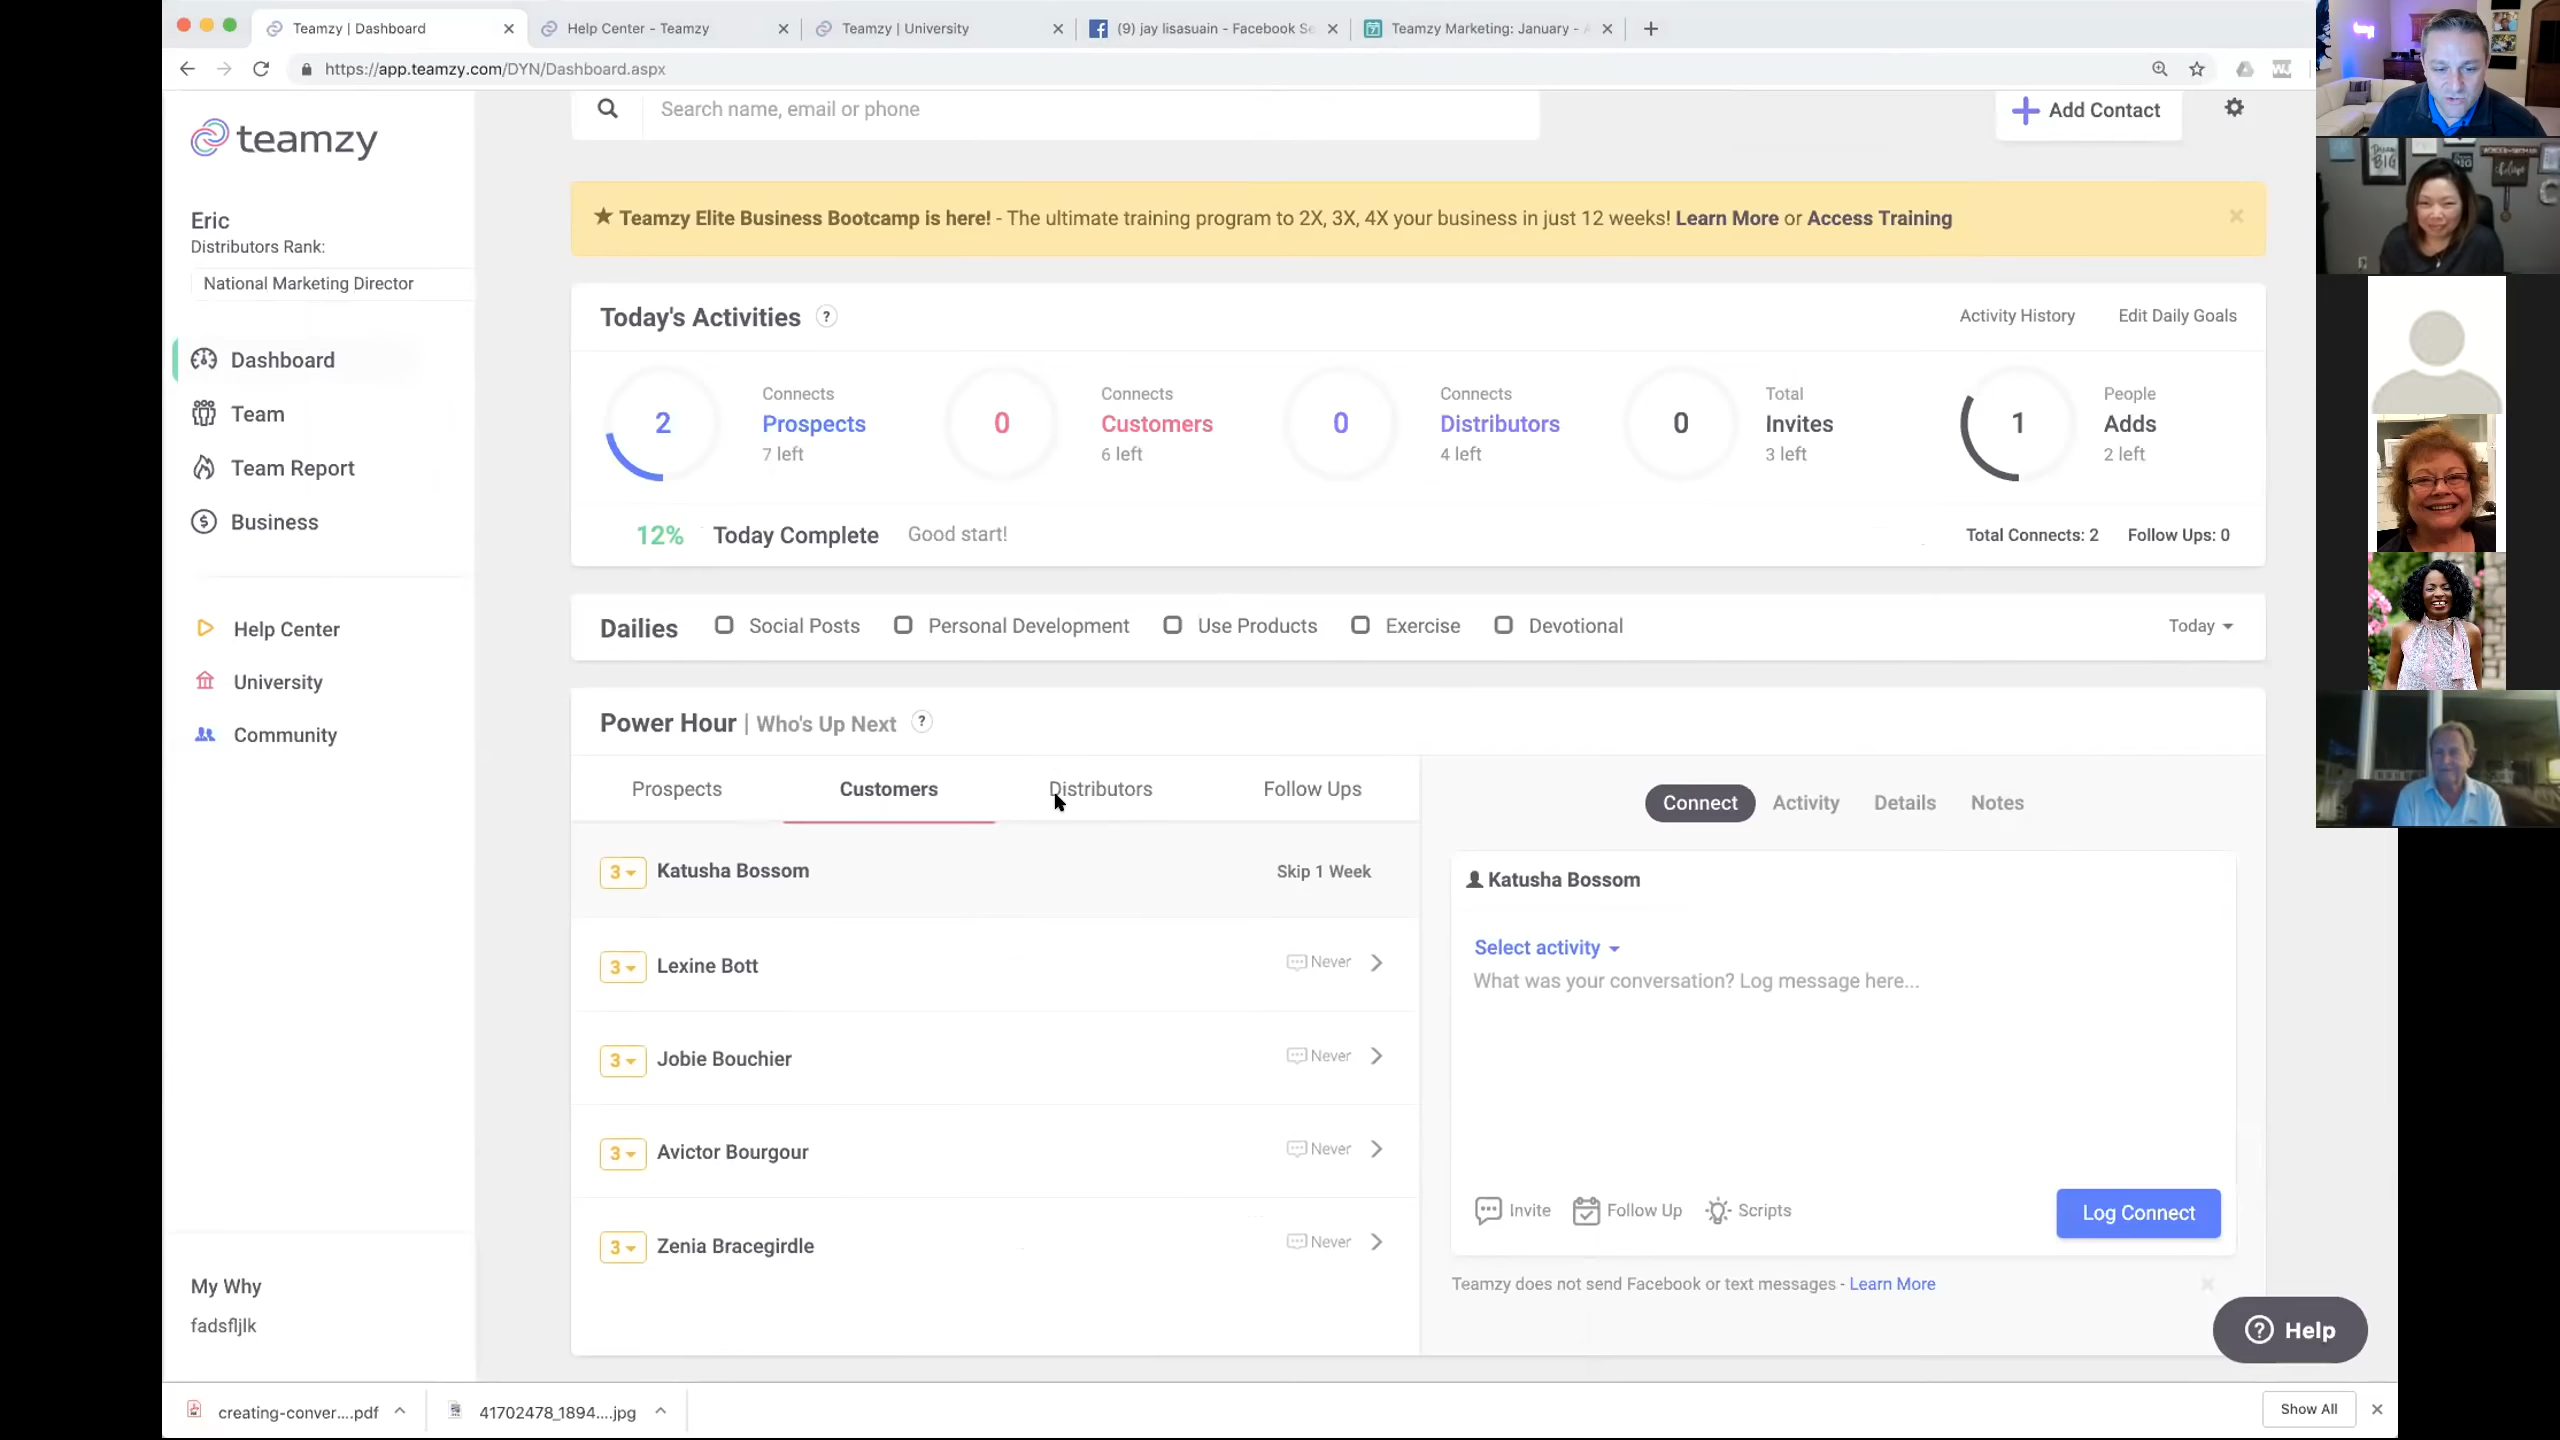 Teamzy | Dashboard
Help Center - Teamzy
Teamzy | University
(9) jay lisasuain - Facebook Se
Teamzy Marketing: January - A
https://app.teamzy.com/DYN/Dashboard.aspx
teamzy
Search name, email or phone
Add Contact
★ Teamzy Elite Business Bootcamp is here! - The ultimate training program to 2X, 3X, 4X your business in just 12 weeks! Learn More or Access Training
Eric
Distributors Rank:
National Marketing Director
Dashboard
Team
Team Report
Business
Help Center
University
Community
My Why
fadsfljlk
Today's Activities ?
Activity History
Edit Daily Goals
2
Connects
Prospects
7 left
0
Connects
Customers
6 left
0
Connects
Distributors
4 left
0
Total
Invites
3 left
1
People
Adds
2 left
12% Today Complete Good start!
Total Connects: 2 Follow Ups: 0
Dailies Social Posts Personal Development Use Products Exercise Devotional Today
Power Hour | Who's Up Next ?
Prospects Customers Distributors Follow Ups
3 Katusha Bossom Skip 1 Week
3 Lexine Bott Never
3 Jobie Bouchier Never
3 Avictor Bourgour Never
3 Zenia Bracegirdle Never
Connect Activity Details Notes
Katusha Bossom
Select activity
What was your conversation? Log message here...
Invite Follow Up Scripts Log Connect
Teamzy does not send Facebook or text messages - Learn More
Help
creating-conver....pdf
41702478_1894....jpg
Show All